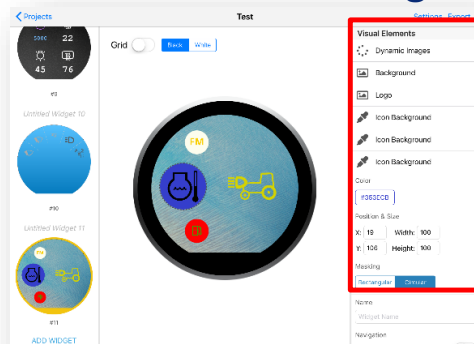 Projects
Test
Settings Export
22
45 76
#9
Untitled Widget 10
#10
Untitled Widget 11
FM
#11
ADD WIDGET
Grid
Black White
FM
Visual Elements
Dynamic Images
Background
Logo
Icon Background
Icon Background
Icon Background
Color
Position & Size
X: 19 Width: 100
Y: 106 Height: 100
Masking
Rectangular Circular
Name
Widget Name
Navigation